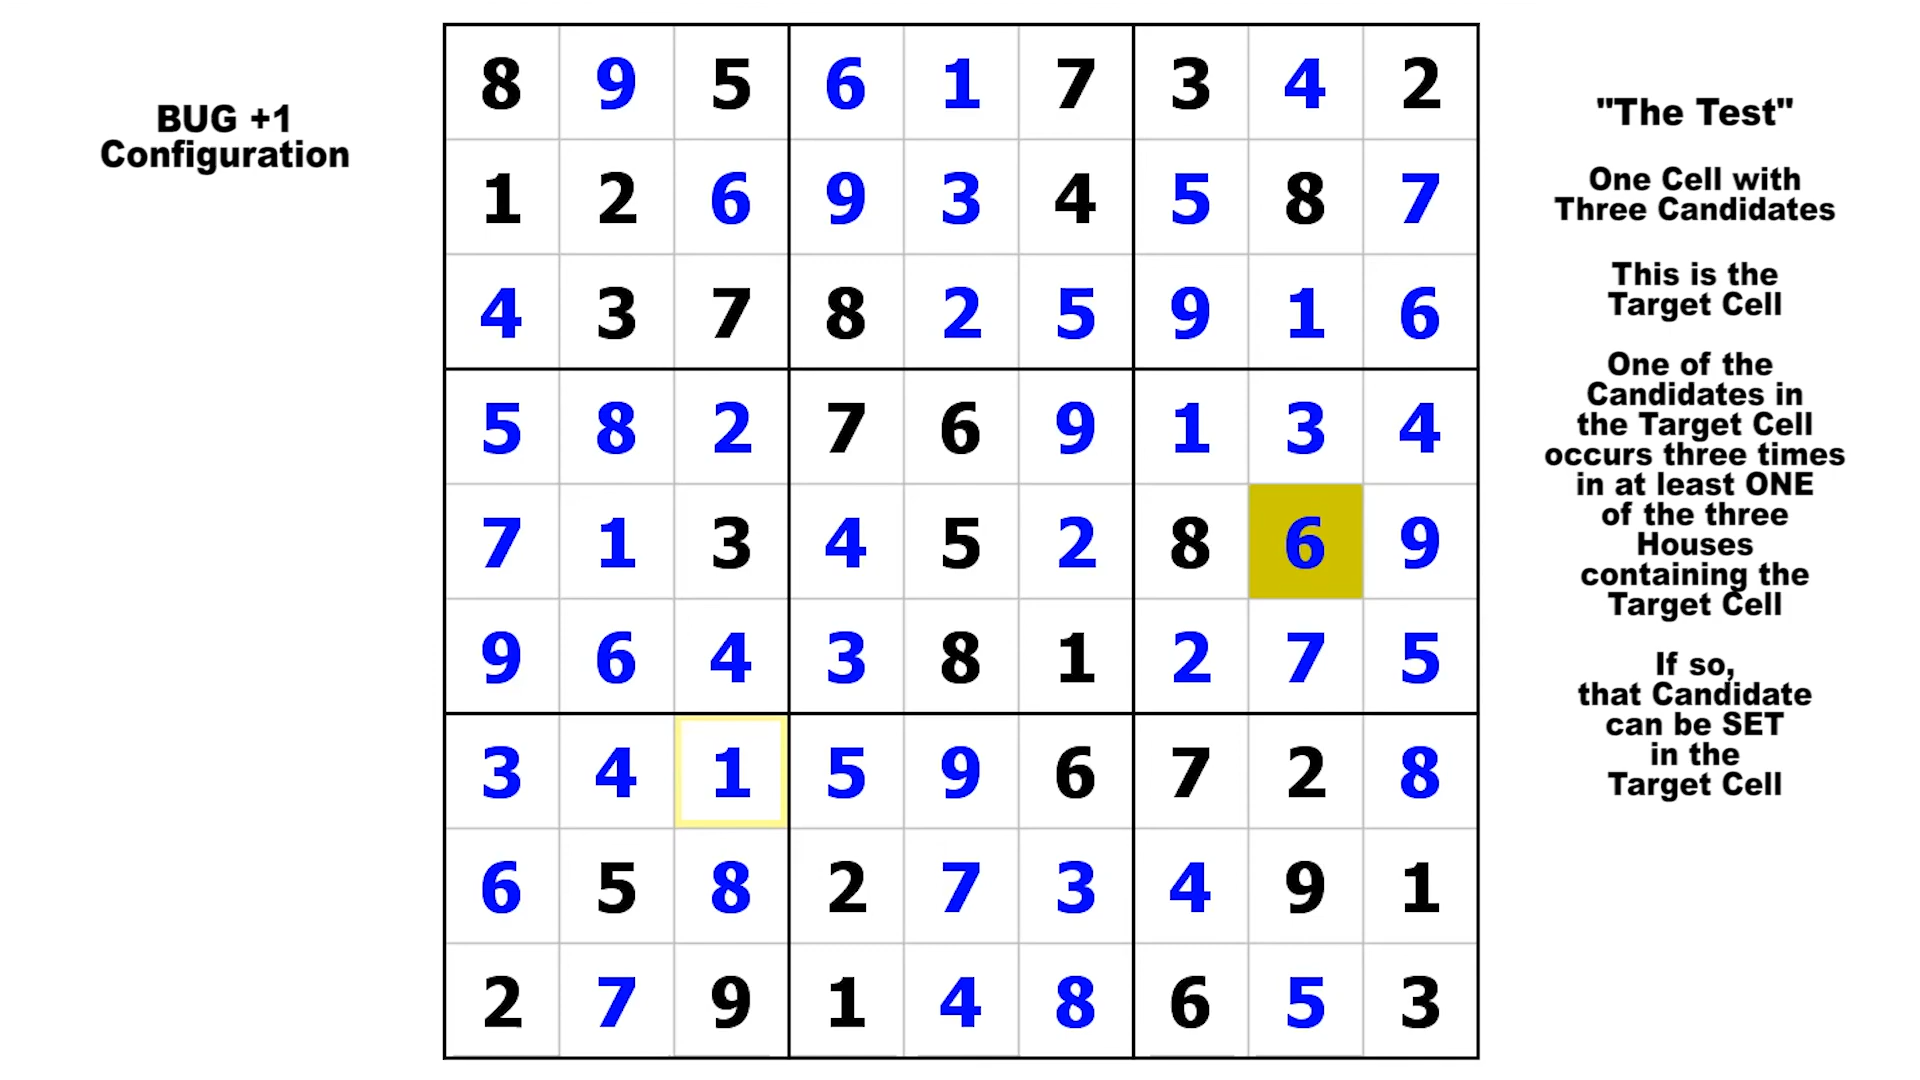 BUG +1
Configuration
8 9 5 6 1 7 3 4 2
1 2 6 9 3 4 5 8 7
4 3 7 8 2 5 9 1 6
5 8 2 7 6 9 1 3 4
7 1 3 4 5 2 8 6 9
9 6 4 3 8 1 2 7 5
3 4 1 5 9 6 7 2 8
6 5 8 2 7 3 4 9 1
2 7 9 1 4 8 6 5 3
"The Test"
One Cell with
Three Candidates
This is the
Target Cell
One of the
Candidates in
the Target Cell
occurs three times
in at least ONE
of the three
Houses
containing the
Target Cell
If so,
that Candidate
can be SET
in the
Target Cell